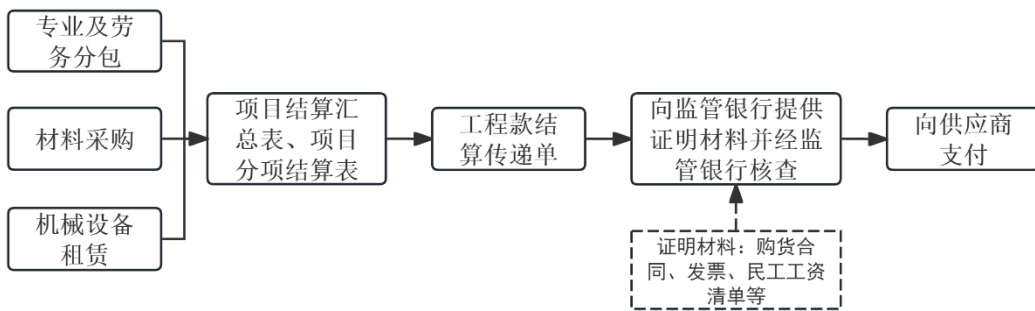 专业及劳
务分包
材料采购
机械设备
租赁
项目结算汇
总表、项目
分项结算表
工程款结
算传递单
向监管银行提供
证明材料并经监
管银行核查
证明材料：购货合
同、发票、民工工资
清单等
向供应商
支付